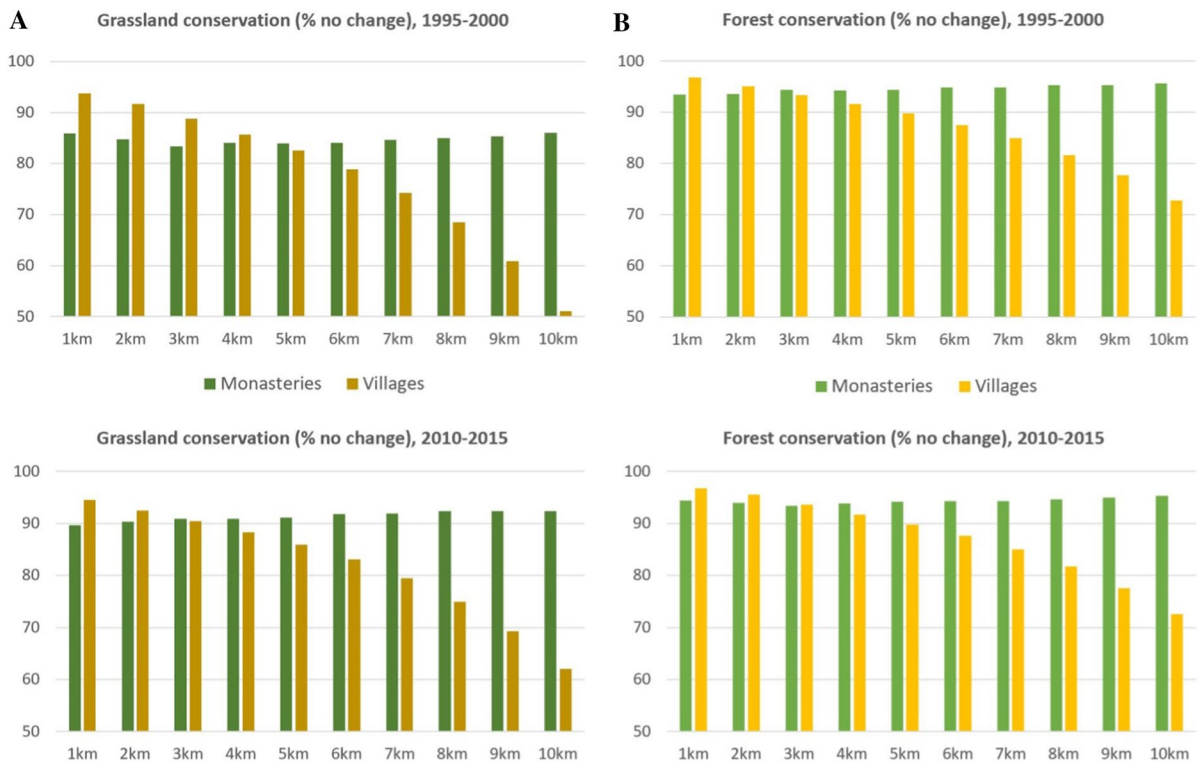 A
Grassland conservation (% no change), 1995-2000
100
90
80
70
60
50
1km 2km 3km 4km 5km 6km 7km 8km 9km 10km
Monasteries Villages
B
Forest conservation (% no change), 1995-2000
100
90
80
70
60
50
1km 2km 3km 4km 5km 6km 7km 8km 9km 10km
Monasteries Villages
Grassland conservation (% no change), 2010-2015
100
90
80
70
60
50
1km 2km 3km 4km 5km 6km 7km 8km 9km 10km
Forest conservation (% no change), 2010-2015
100
90
80
70
60
50
1km 2km 3km 4km 5km 6km 7km 8km 9km 10km